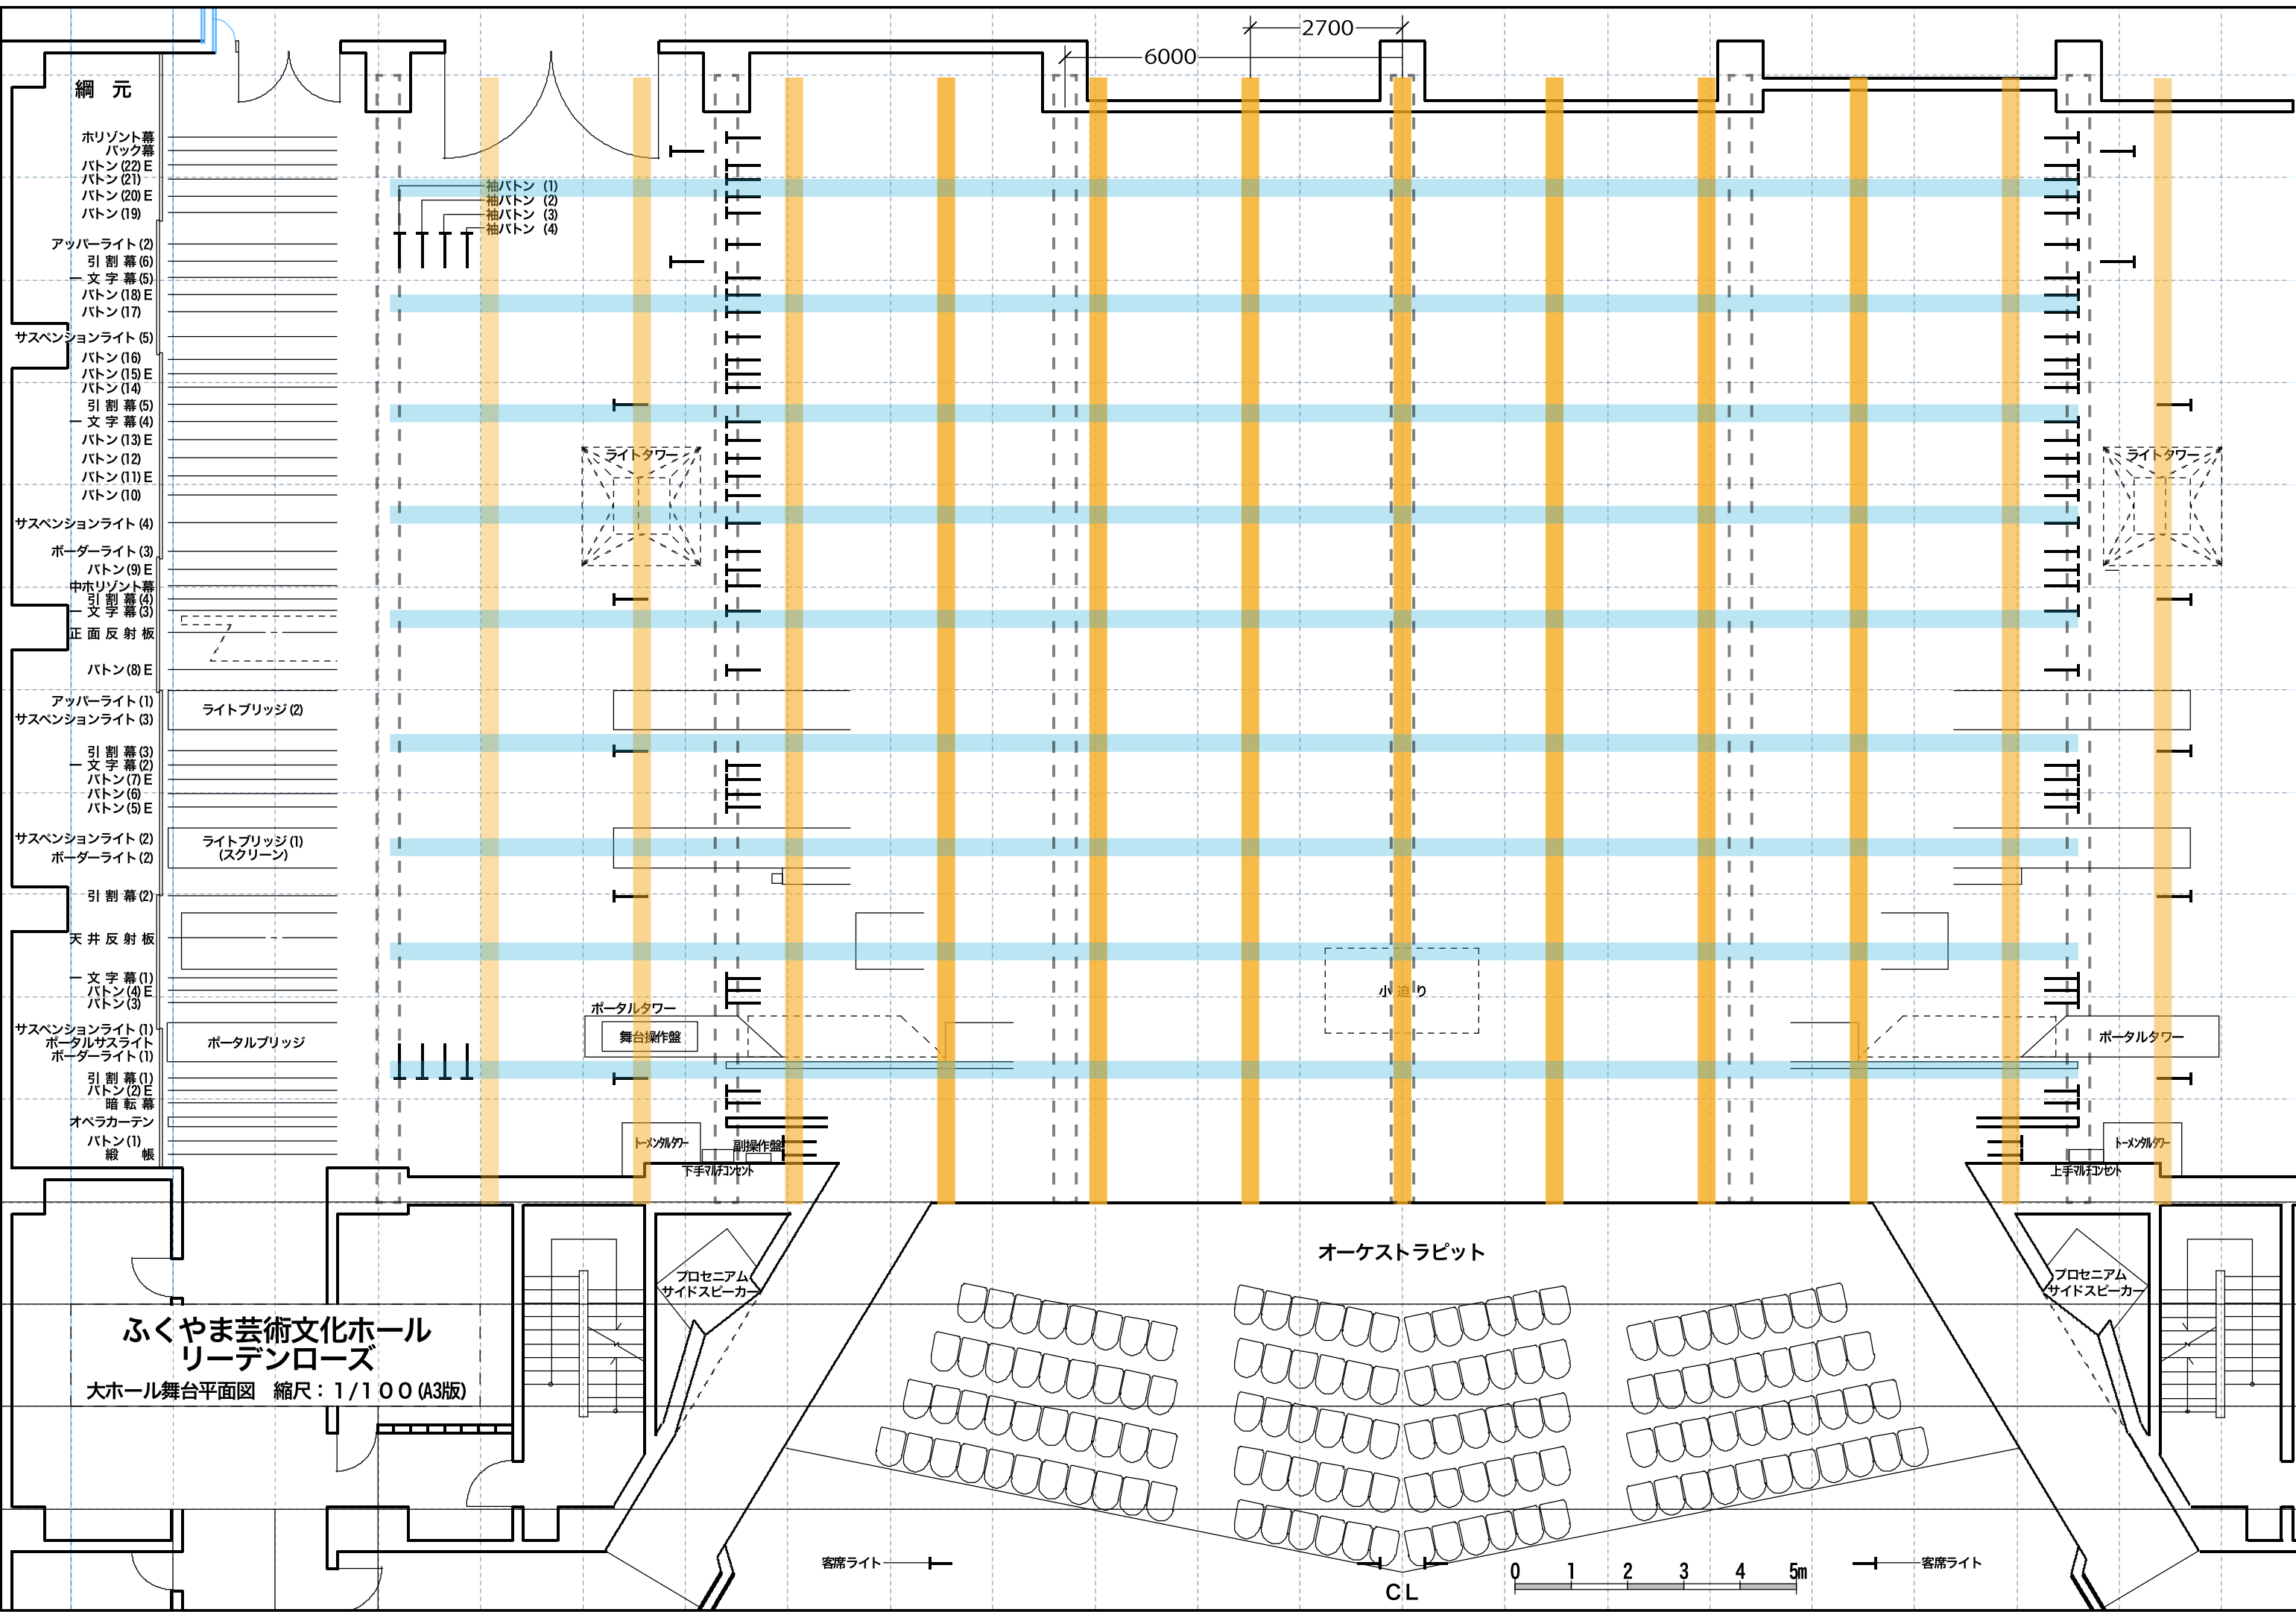 2700
6000
綱 元
ホリゾント幕
バック幕
バトン(22)E
バトン(21)
バトン(20)E
バトン(19)
袖バトン (1)
袖バトン (2)
袖バトン (3)
袖バトン (4)
アッパーライト(2)
引 割 幕(6)
一 文 字 幕(5)
バトン(18)E
バトン(17)
サスペンションライト(5)
バトン(16)
バトン(15)E
バトン(14)
引 割 幕(5)
一 文 字 幕(4)
バトン(13)E
バトン(12)
バトン(11)E
バトン(10)
ライトタワー
ライトタワー
サスペンションライト(4)
ボーダーライト(3)
バトン(9)E
中ホリゾント幕
引 割 幕(4)
一 文 字 幕(3)
正 面 反 射 板
バトン(8)E
アッパーライト(1)
サスペンションライト(3)
ライトブリッジ(2)
引 割 幕(3)
一 文 字 幕(2)
バトン(7)E
バトン(6)
バトン(5)E
サスペンションライト(2)
ボーダーライト(2)
ライトブリッジ(1)
(スクリーン)
引 割 幕(2)
天 井 反 射 板
一 文 字 幕(1)
バトン(4)E
バトン(3)
小 迫 り
サスペンションライト(1)
ポータルサスライト
ボーダーライト(1)
ポータルブリッジ
ポータルタワー
舞台操作盤
ポータルタワー
引 割 幕(1)
バトン(2)E
暗 転 幕
オペラカーテン
バトン(1)
緞 帳
トーメンタルタワー
副操作盤
下手マルチコンセント
トーメンタルタワー
上手マルチコンセント
オーケストラピット
プロセニアム
サイドスピーカー
プロセニアム
サイドスピーカー
ふくやま芸術文化ホール
リーデンローズ
大ホール舞台平面図 縮尺：1/100(A3版)
客席ライト
客席ライト
CL
0 1 2 3 4 5m